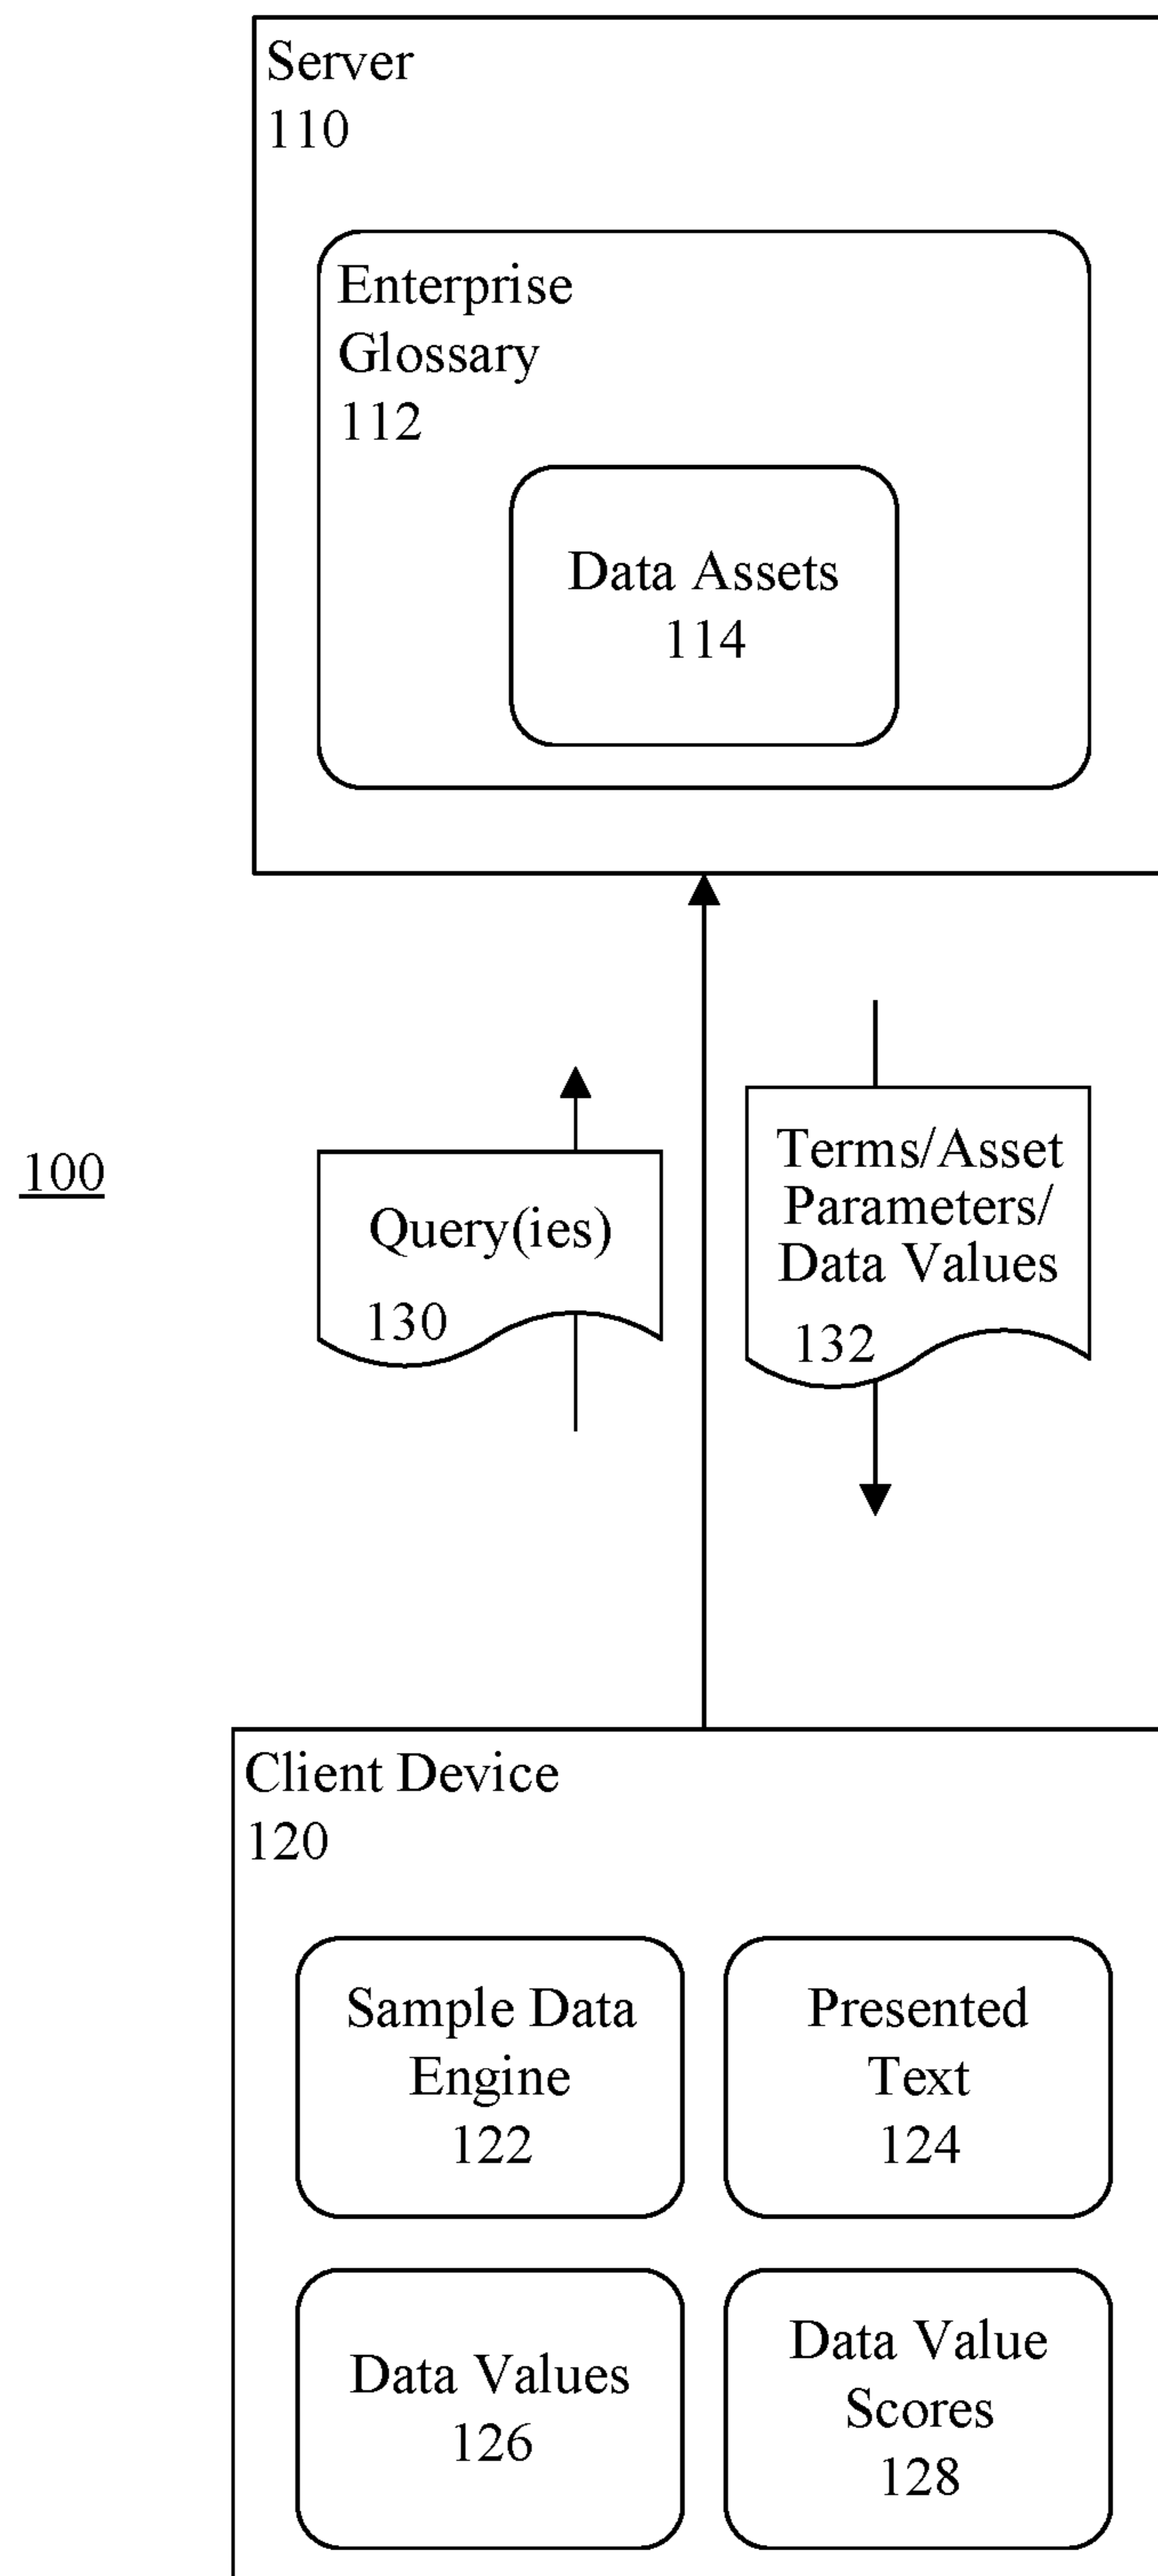 Server
110
Enterprise
Glossary
112
Data Assets
114
100
Query(ies)
130
Terms/Asset
Parameters/
Data Values
132
Client Device
120
Sample Data
Engine
122
Presented
Text
124
Data Values
126
Data Value
Scores
128